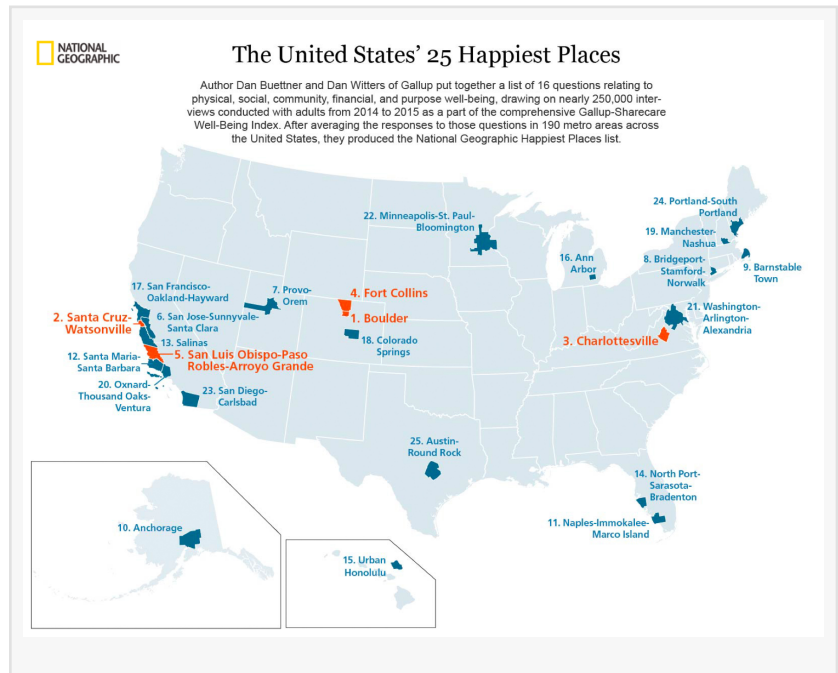 NATIONAL
GEOGRAPHIC
The United States' 25 Happiest Places
Author Dan Buettner and Dan Witters of Gallup put together a list of 16 questions relating to
physical, social, community, financial, and purpose well-being, drawing on nearly 250,000 inter-
views conducted with adults from 2014 to 2015 as a part of the comprehensive Gallup-Sharecare
Well-Being Index. After averaging the responses to those questions in 190 metro areas across
the United States, they produced the National Geographic Happiest Places list.
24. Portland-South
Portland
22. Minneapolis-St. Paul-
Bloomington
19. Manchester-
Nashua
16. Ann
Arbor
8. Bridgeport-
Stamford-
Norwalk
9. Barnstable
Town
17. San Francisco-
Oakland-Hayward
7. Provo-
Orem
4. Fort Collins
1. Boulder
21. Washington-
Arlington-
Alexandria
2. Santa Cruz-
Watsonville
6. San Jose-Sunnyvale-
Santa Clara
18. Colorado
Springs
3. Charlottesville
13. Salinas
5. San Luis Obispo-Paso
Robles-Arroyo Grande
12. Santa Maria-
Santa Barbara
20. Oxnard-
Thousand Oaks-
Ventura
23. San Diego-
Carlsbad
25. Austin-
Round Rock
14. North Port-
Sarasota-
Bradenton
11. Naples-Immokalee-
Marco Island
10. Anchorage
15. Urban
Honolulu